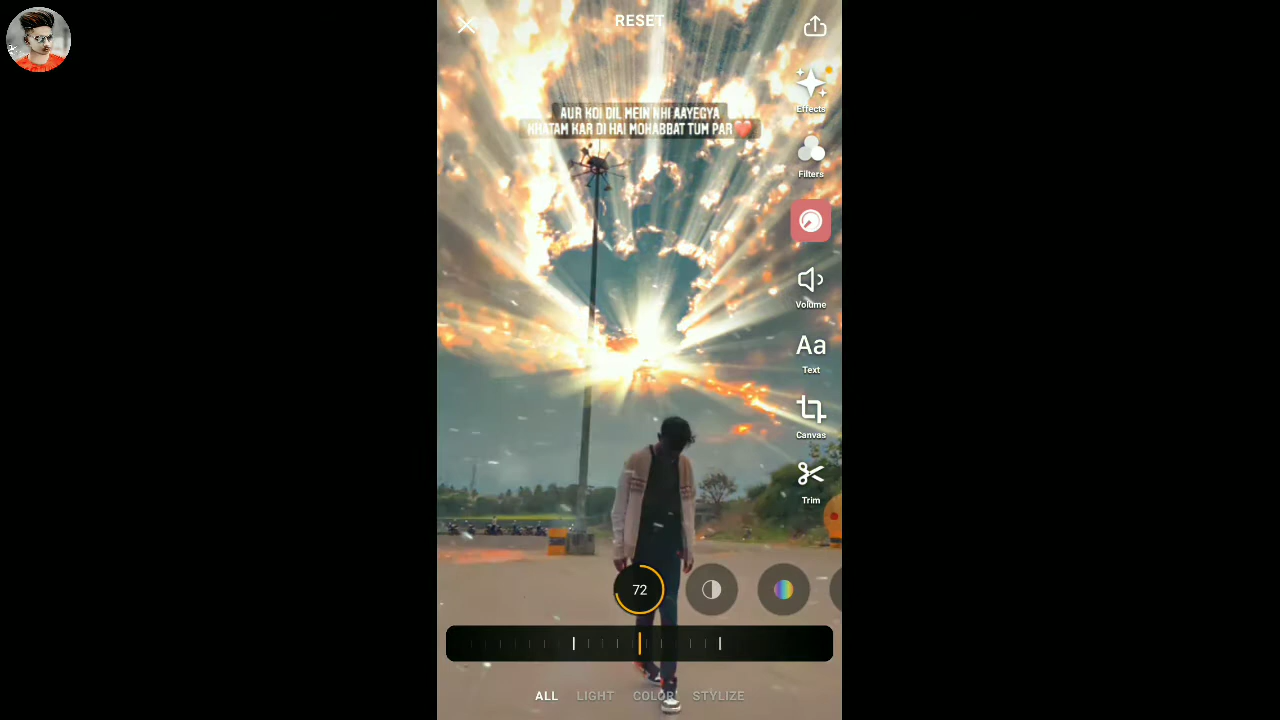 RESET
AUR KOI DIL MEIN NHI AAYEGYA
KHATAM KAR DI HAI MOHABBAT TUM PAR❤️
Effects
Filters
Volume
Aa
Text
Canvas
Trim
72
ALL LIGHT COLOR STYLIZE